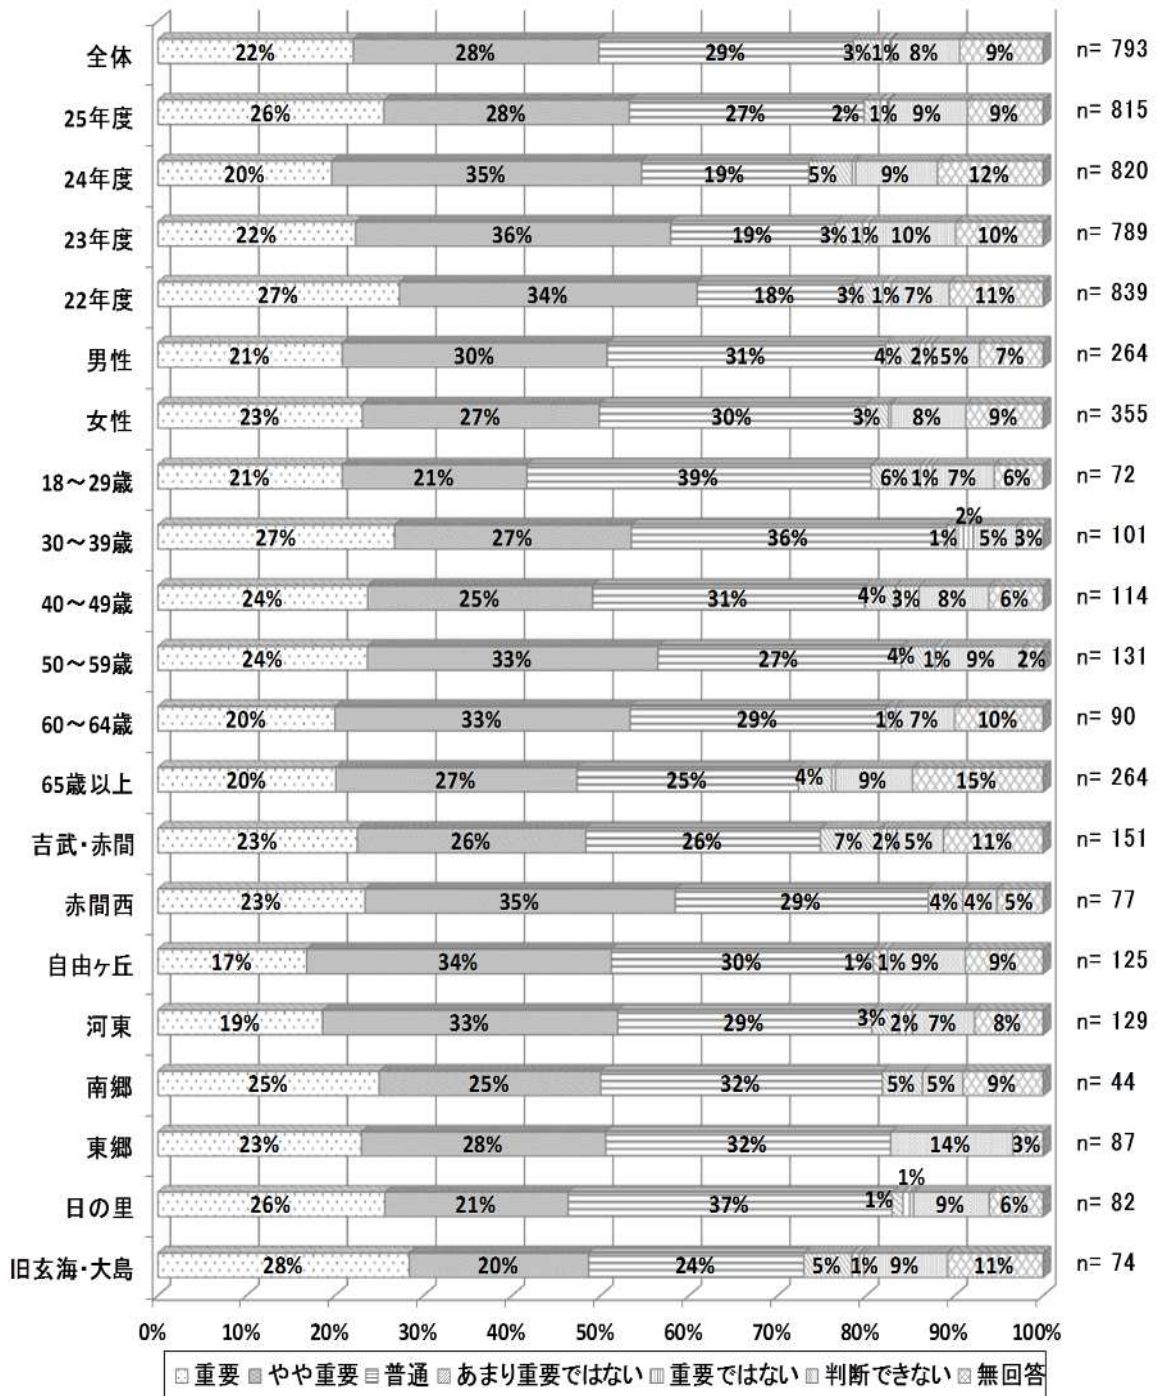 全体 22% 28% 29% 3% 1% 8% 9% n= 793
25年度 26% 28% 27% 2% 1% 9% 9% n= 815
24年度 20% 35% 19% 5% 9% 12% n= 820
23年度 22% 36% 19% 3% 1% 10% 10% n= 789
22年度 27% 34% 18% 3% 1% 7% 11% n= 839
男性 21% 30% 31% 4% 2% 5% 7% n= 264
女性 23% 27% 30% 3% 8% 9% n= 355
18～29歳 21% 21% 39% 6% 1% 7% 6% n= 72
2%
30～39歳 27% 27% 36% 1% 5% 3% n= 101
40～49歳 24% 25% 31% 4% 3% 8% 6% n= 114
50～59歳 24% 33% 27% 4% 1% 9% 2% n= 131
60～64歳 20% 33% 29% 1% 7% 10% n= 90
65歳以上 20% 27% 25% 4% 9% 15% n= 264
吉武・赤間 23% 26% 26% 7% 2% 5% 11% n= 151
赤間西 23% 35% 29% 4% 4% 5% n= 77
自由ヶ丘 17% 34% 30% 1% 1% 9% 9% n= 125
河東 19% 33% 29% 3% 2% 7% 8% n= 129
南郷 25% 25% 32% 5% 5% 9% n= 44
東郷 23% 28% 32% 14% 3% n= 87
1%
日の里 26% 21% 37% 1% 9% 6% n= 82
旧玄海・大島 28% 20% 24% 5% 1% 9% 11% n= 74
0% 10% 20% 30% 40% 50% 60% 70% 80% 90% 100%
重要 やや重要 普通 あまり重要ではない 重要ではない 判断できない 無回答